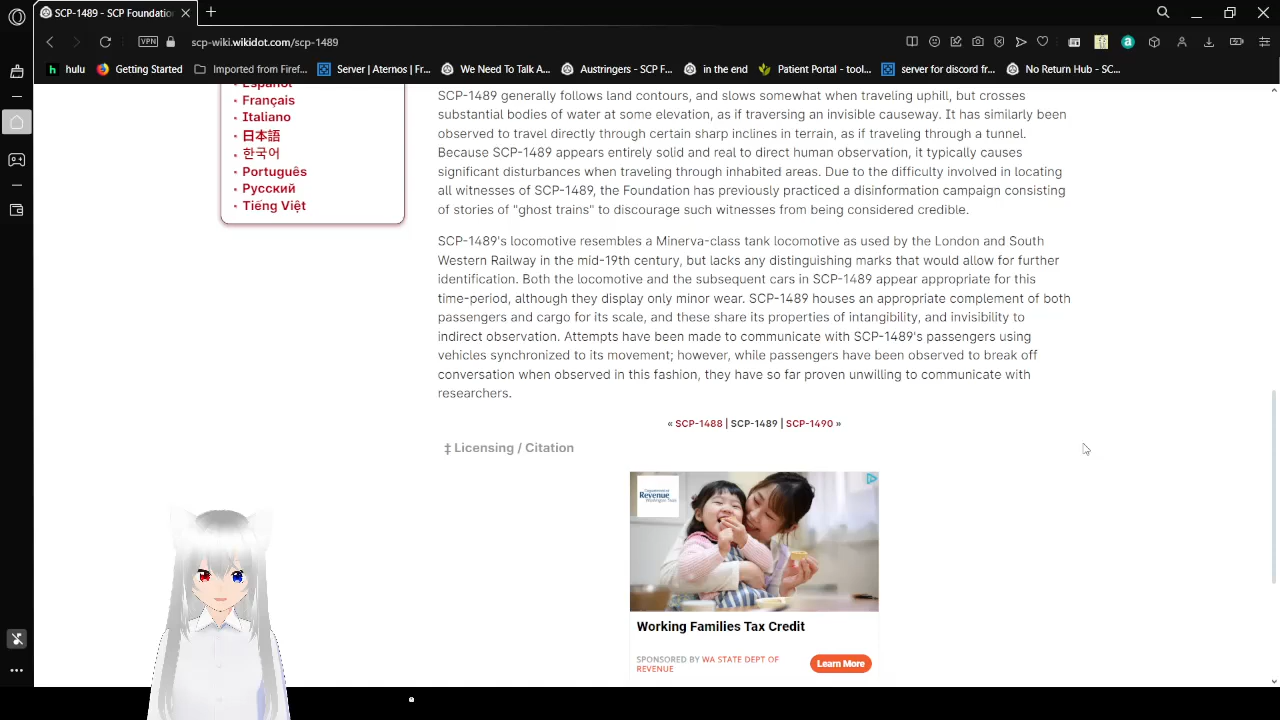 SCP-1489 - SCP Foundatio
scp-wiki.wikidot.com/scp-1489
VPN
hulu
Getting Started
Imported from Firef...
Server | Aternos | Fr...
We Need To Talk A...
Austringers - SCP F...
in the end
Patient Portal - tool...
server for discord fr...
No Return Hub - SC...
Español
Français
Italiano
日本語
한국어
Português
Русский
Tiếng Việt
SCP-1489 generally follows land contours, and slows somewhat when traveling uphill, but crosses
substantial bodies of water at some elevation, as if traversing an invisible causeway. It has similarly been
observed to travel directly through certain sharp inclines in terrain, as if traveling through a tunnel.
Because SCP-1489 appears entirely solid and real to direct human observation, it typically causes
significant disturbances when traveling through inhabited areas. Due to the difficulty involved in locating
all witnesses of SCP-1489, the Foundation has previously practiced a disinformation campaign consisting
of stories of "ghost trains" to discourage such witnesses from being considered credible.
SCP-1489's locomotive resembles a Minerva-class tank locomotive as used by the London and South
Western Railway in the mid-19th century, but lacks any distinguishing marks that would allow for further
identification. Both the locomotive and the subsequent cars in SCP-1489 appear appropriate for this
time-period, although they display only minor wear. SCP-1489 houses an appropriate complement of both
passengers and cargo for its scale, and these share its properties of intangibility, and invisibility to
indirect observation. Attempts have been made to communicate with SCP-1489's passengers using
vehicles synchronized to its movement; however, while passengers have been observed to break off
conversation when observed in this fashion, they have so far proven unwilling to communicate with
researchers.
« SCP-1488 | SCP-1489 | SCP-1490 »
‡ Licensing / Citation
Department of
Revenue
Washington State
Working Families Tax Credit
SPONSORED BY WA STATE DEPT OF
REVENUE
Learn More